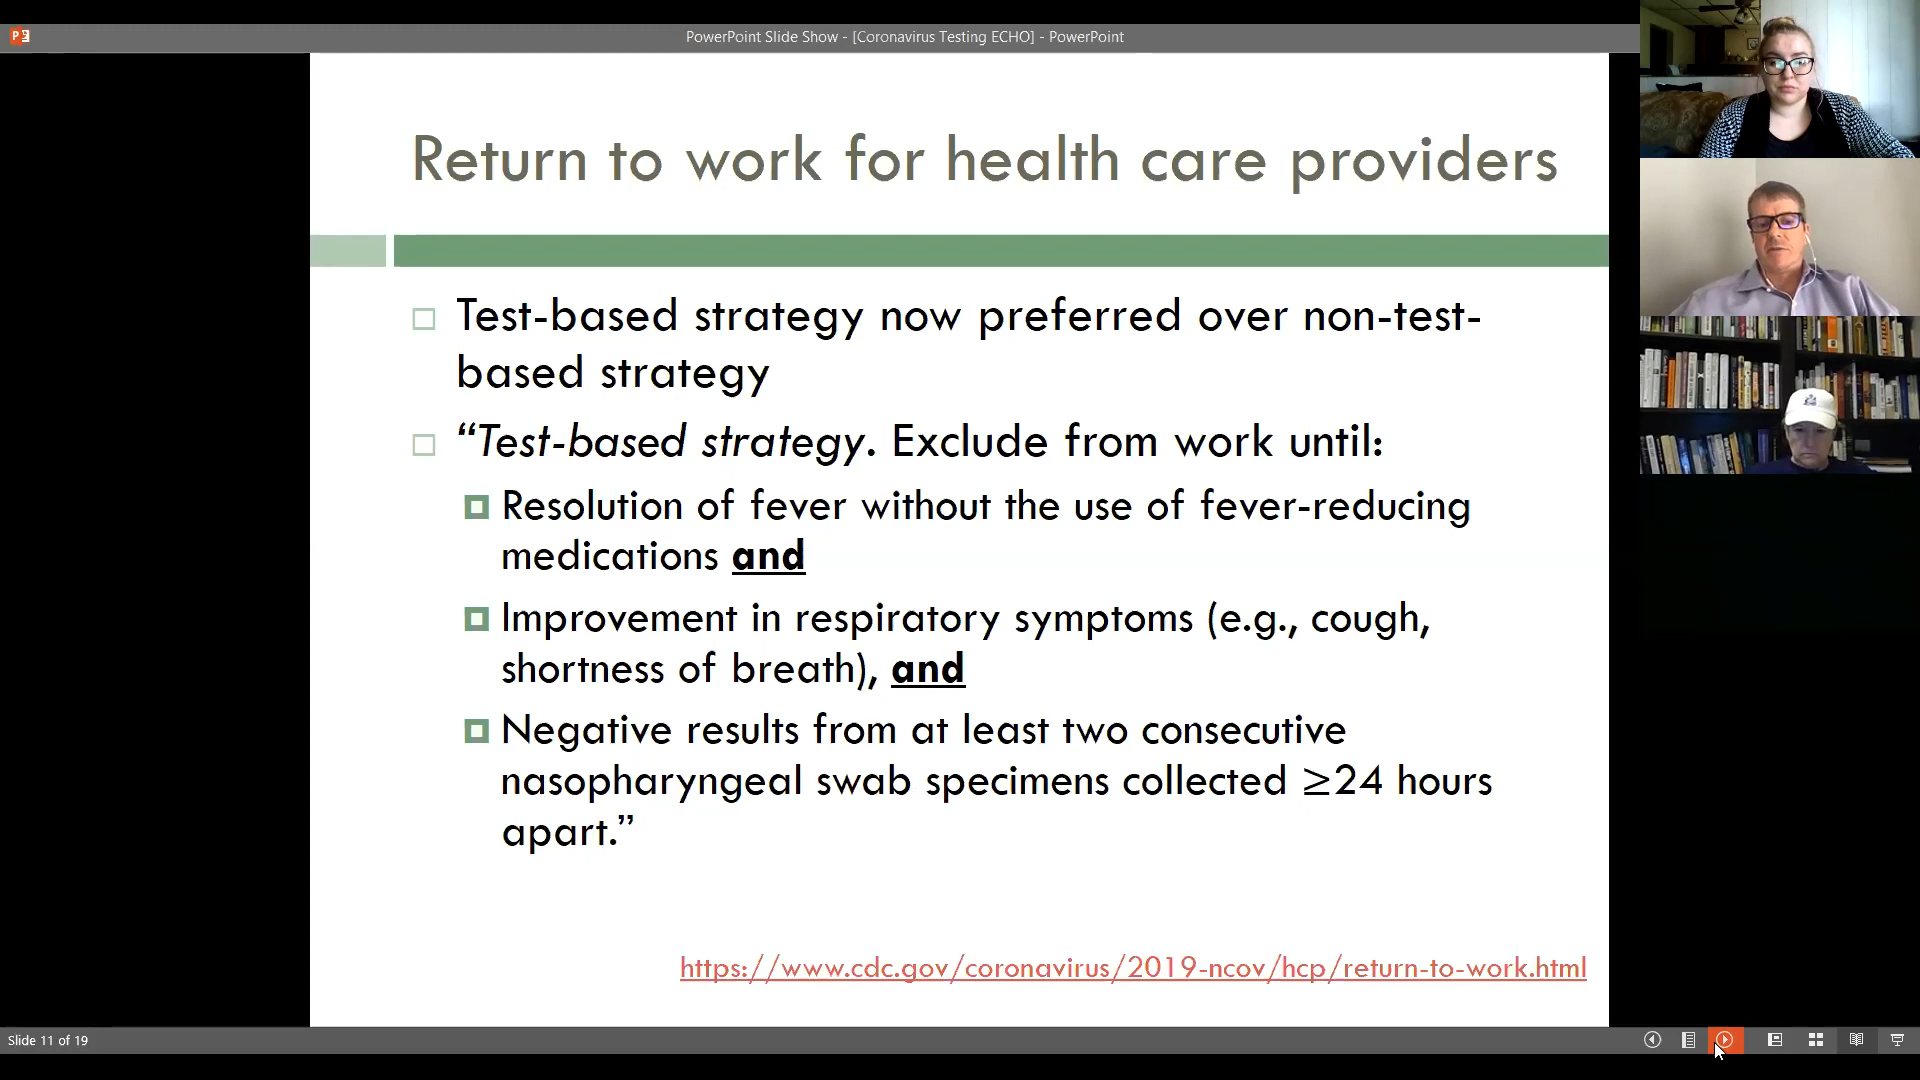 PowerPoint Slide Show - [Coronavirus Testing ECHO] - PowerPoint
Return to work for health care providers
Test-based strategy now preferred over non-test-
based strategy
“Test-based strategy. Exclude from work until:
Resolution of fever without the use of fever-reducing
medications and
Improvement in respiratory symptoms (e.g., cough,
shortness of breath), and
Negative results from at least two consecutive
nasopharyngeal swab specimens collected ≥24 hours
apart.”
https://www.cdc.gov/coronavirus/2019-ncov/hcp/return-to-work.html
Slide 11 of 19